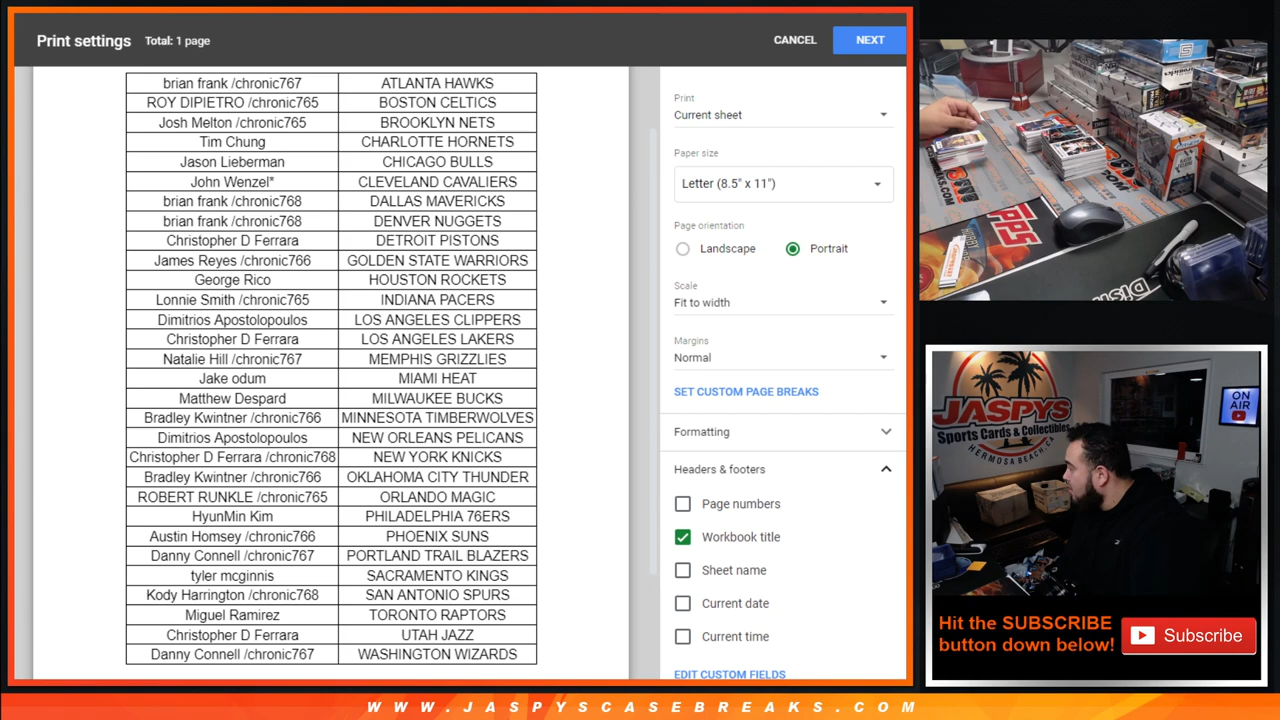 Print settings Total: 1 page CANCEL NEXT
brian frank /chronic767 ATLANTA HAWKS
ROY DIPIETRO /chronic765 BOSTON CELTICS
Josh Melton /chronic765 BROOKLYN NETS
Tim Chung CHARLOTTE HORNETS
Jason Lieberman CHICAGO BULLS
John Wenzel* CLEVELAND CAVALIERS
brian frank /chronic768 DALLAS MAVERICKS
brian frank /chronic768 DENVER NUGGETS
Christopher D Ferrara DETROIT PISTONS
James Reyes /chronic766 GOLDEN STATE WARRIORS
George Rico HOUSTON ROCKETS
Lonnie Smith /chronic765 INDIANA PACERS
Dimitrios Apostolopoulos LOS ANGELES CLIPPERS
Christopher D Ferrara LOS ANGELES LAKERS
Natalie Hill /chronic767 MEMPHIS GRIZZLIES
Jake odum MIAMI HEAT
Matthew Despard MILWAUKEE BUCKS
Bradley Kwintner /chronic766 MINNESOTA TIMBERWOLVES
Dimitrios Apostolopoulos NEW ORLEANS PELICANS
Christopher D Ferrara /chronic768 NEW YORK KNICKS
Bradley Kwintner /chronic766 OKLAHOMA CITY THUNDER
ROBERT RUNKLE /chronic765 ORLANDO MAGIC
HyunMin Kim PHILADELPHIA 76ERS
Austin Homsey /chronic766 PHOENIX SUNS
Danny Connell /chronic767 PORTLAND TRAIL BLAZERS
tyler mcginnis SACRAMENTO KINGS
Kody Harrington /chronic768 SAN ANTONIO SPURS
Miguel Ramirez TORONTO RAPTORS
Christopher D Ferrara UTAH JAZZ
Danny Connell /chronic767 WASHINGTON WIZARDS
Print
Current sheet
Paper size
Letter (8.5" x 11")
Page orientation
Landscape Portrait
Scale
Fit to width
Margins
Normal
SET CUSTOM PAGE BREAKS
Formatting
Headers & footers
Page numbers
Workbook title
Sheet name
Current date
Current time
EDIT CUSTOM FIELDS
JASPYS
Sports Cards & Collectibles
HERMOSA BEACH, CA
ON
AIR
Hit the SUBSCRIBE
button down below!
Subscribe
WWW.JASPYSCASEBREAKS.COM